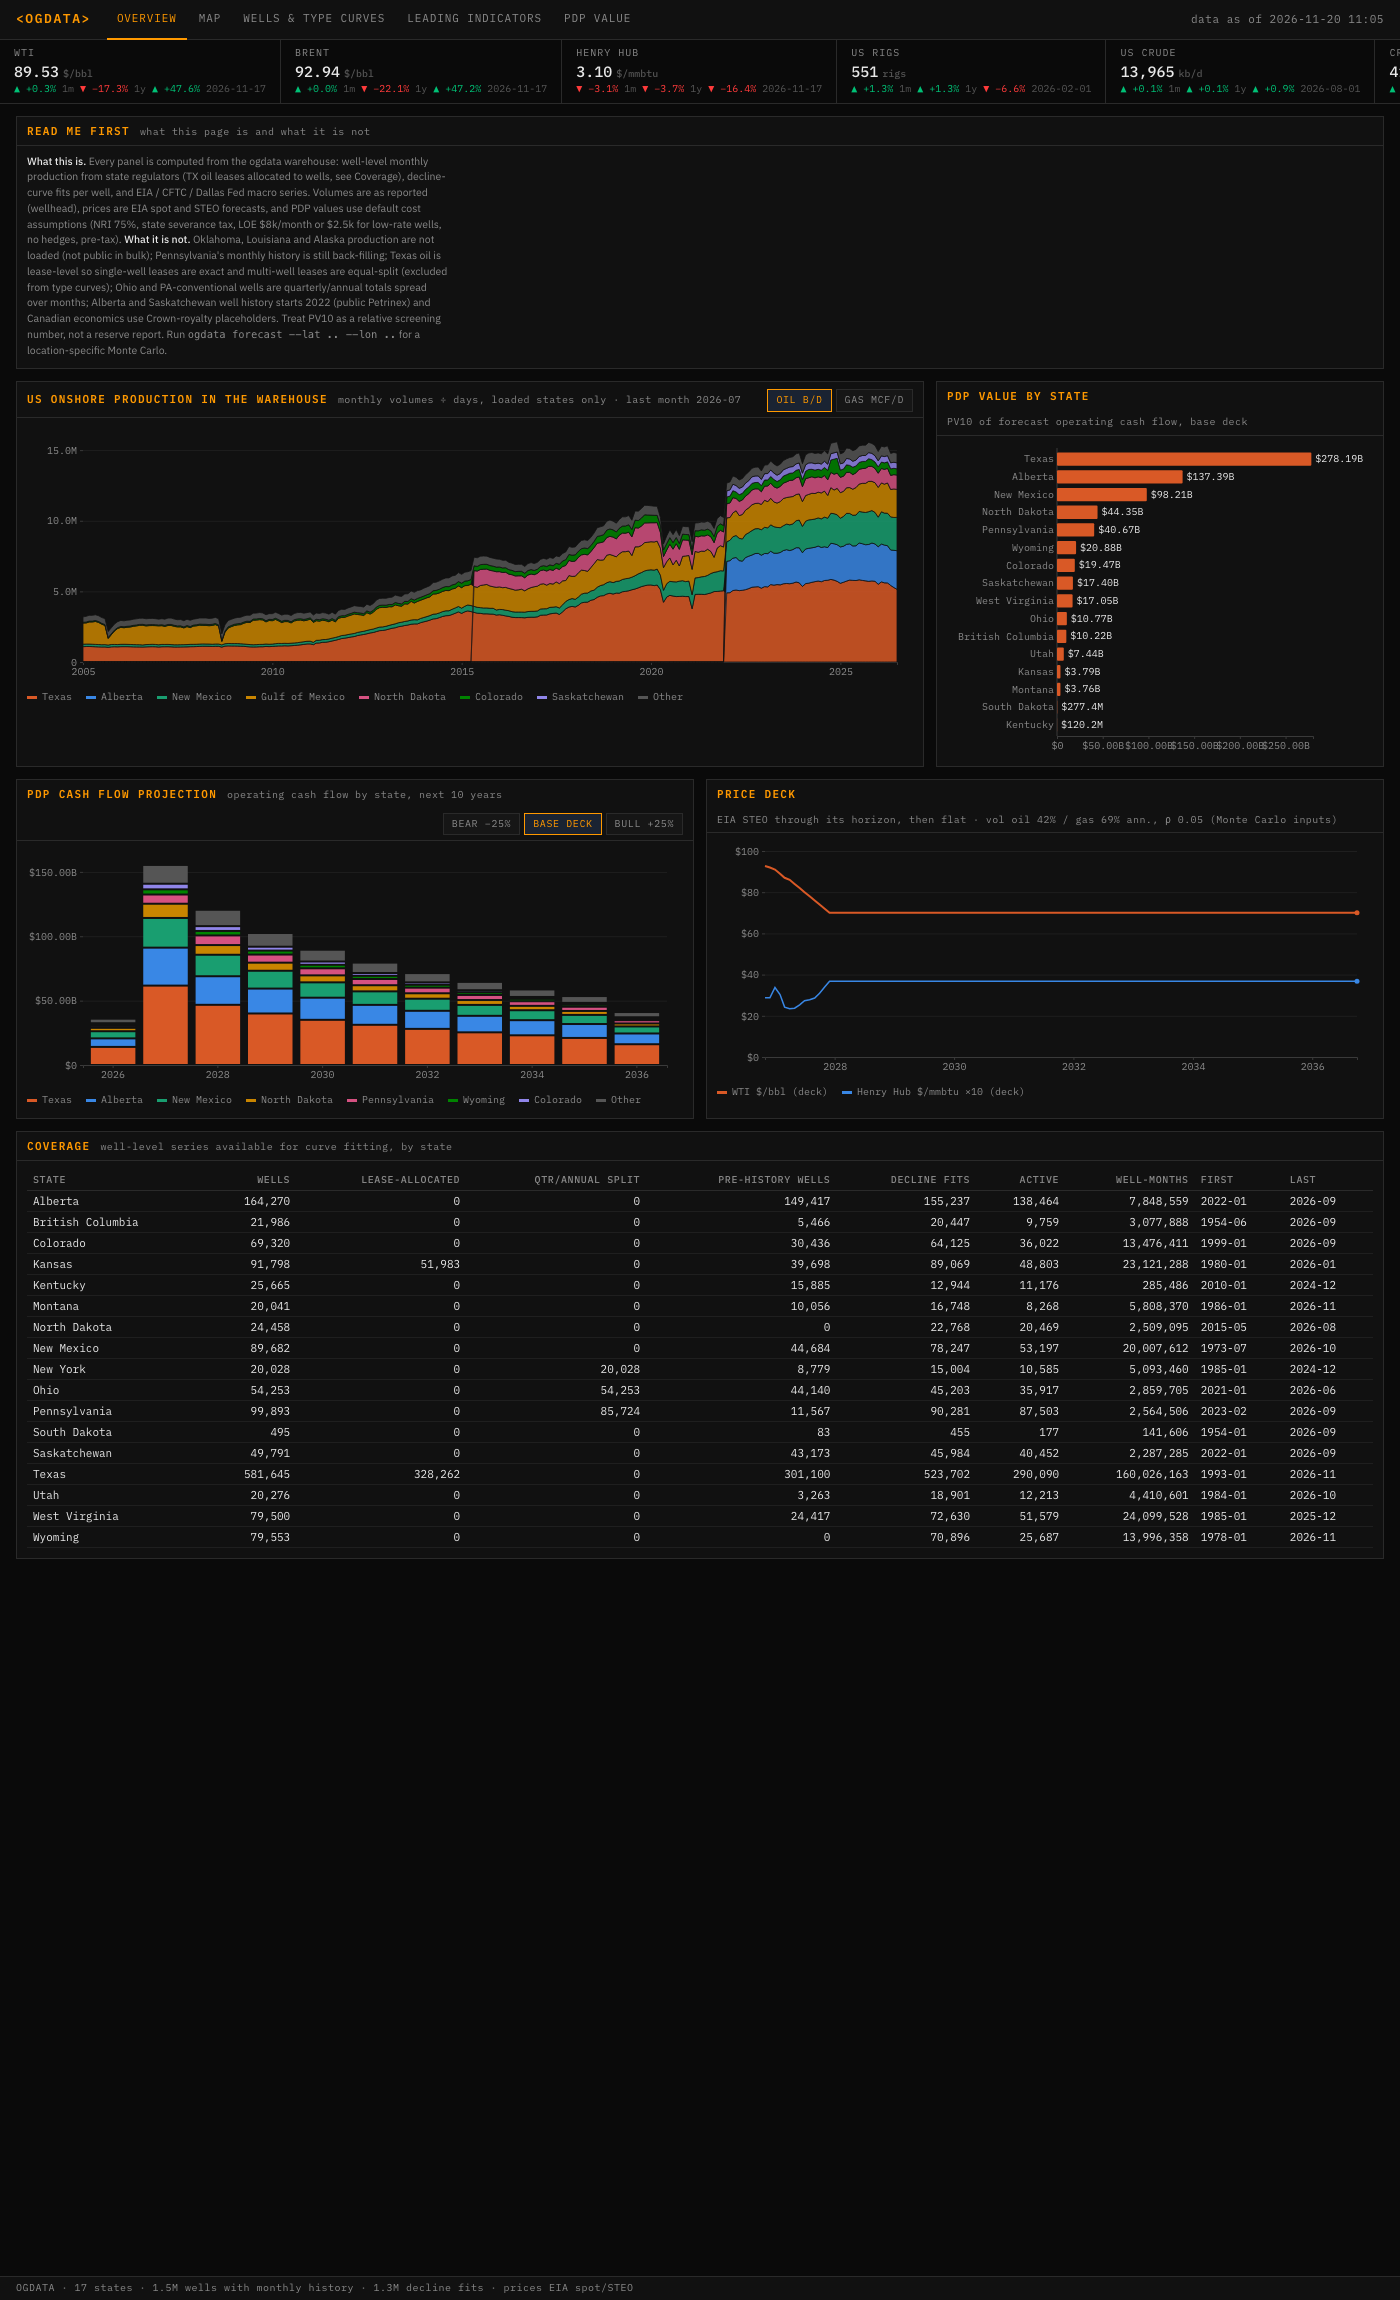 <OGDATA> OVERVIEW MAP WELLS & TYPE CURVES LEADING INDICATORS PDP VALUE data as of 2026-11-20 11:05
WTI
89.53 $/bbl
▲ +0.3% 1m ▼ −17.3% 1y ▲ +47.6% 2026-11-17
BRENT
92.94 $/bbl
▲ +0.0% 1m ▼ −22.1% 1y ▲ +47.2% 2026-11-17
HENRY HUB
3.10 $/mmbtu
▼ −3.1% 1m ▼ −3.7% 1y ▼ −16.4% 2026-11-17
US RIGS
551 rigs
▲ +1.3% 1m ▲ +1.3% 1y ▼ −6.6% 2026-02-01
US CRUDE
13,965 kb/d
▲ +0.1% 1m ▲ +0.1% 1y ▲ +0.9% 2026-08-01
READ ME FIRST what this page is and what it is not
What this is. Every panel is computed from the ogdata warehouse: well-level monthly
production from state regulators (TX oil leases allocated to wells, see Coverage), decline-
curve fits per well, and EIA / CFTC / Dallas Fed macro series. Volumes are as reported
(wellhead), prices are EIA spot and STEO forecasts, and PDP values use default cost
assumptions (NRI 75%, state severance tax, LOE $8k/month or $2.5k for low-rate wells,
no hedges, pre-tax). What it is not. Oklahoma, Louisiana and Alaska production are not
loaded (not public in bulk); Pennsylvania's monthly history is still back-filling; Texas oil is
lease-level so single-well leases are exact and multi-well leases are equal-split (excluded
from type curves); Ohio and PA-conventional wells are quarterly/annual totals spread
over months; Alberta and Saskatchewan well history starts 2022 (public Petrinex) and
Canadian economics use Crown-royalty placeholders. Treat PV10 as a relative screening
number, not a reserve report. Run ogdata forecast --lat .. --lon .. for a
location-specific Monte Carlo.
US ONSHORE PRODUCTION IN THE WAREHOUSE monthly volumes ÷ days, loaded states only · last month 2026-07 OIL B/D GAS MCF/D
15.0M
10.0M
5.0M
0
2005 2010 2015 2020 2025
Texas Alberta New Mexico Gulf of Mexico North Dakota Colorado Saskatchewan Other
PDP VALUE BY STATE
PV10 of forecast operating cash flow, base deck
Texas $278.19B
Alberta $137.39B
New Mexico $98.21B
North Dakota $44.35B
Pennsylvania $40.67B
Wyoming $20.88B
Colorado $19.47B
Saskatchewan $17.40B
West Virginia $17.05B
Ohio $10.77B
British Columbia $10.22B
Utah $7.44B
Kansas $3.79B
Montana $3.76B
South Dakota $277.4M
Kentucky $120.2M
$0 $50.00B $100.00B $150.00B $200.00B $250.00B
PDP CASH FLOW PROJECTION operating cash flow by state, next 10 years
BEAR −25% BASE DECK BULL +25%
$150.00B
$100.00B
$50.00B
$0
2026 2028 2030 2032 2034 2036
Texas Alberta New Mexico North Dakota Pennsylvania Wyoming Colorado Other
PRICE DECK
EIA STEO through its horizon, then flat · vol oil 42% / gas 69% ann., ρ 0.05 (Monte Carlo inputs)
$100
$80
$60
$40
$20
$0
2028 2030 2032 2034 2036
WTI $/bbl (deck) Henry Hub $/mmbtu ×10 (deck)
COVERAGE well-level series available for curve fitting, by state
STATE WELLS LEASE-ALLOCATED QTR/ANNUAL SPLIT PRE-HISTORY WELLS DECLINE FITS ACTIVE WELL-MONTHS FIRST LAST
Alberta 164,270 0 0 149,417 155,237 138,464 7,848,559 2022-01 2026-09
British Columbia 21,986 0 0 5,466 20,447 9,759 3,077,888 1954-06 2026-09
Colorado 69,320 0 0 30,436 64,125 36,022 13,476,411 1999-01 2026-09
Kansas 91,798 51,983 0 39,698 89,069 48,803 23,121,288 1980-01 2026-01
Kentucky 25,665 0 0 15,885 12,944 11,176 285,486 2010-01 2024-12
Montana 20,041 0 0 10,056 16,748 8,268 5,808,370 1986-01 2026-11
North Dakota 24,458 0 0 0 22,768 20,469 2,509,095 2015-05 2026-08
New Mexico 89,682 0 0 44,684 78,247 53,197 20,007,612 1973-07 2026-10
New York 20,028 0 20,028 8,779 15,004 10,585 5,093,460 1985-01 2024-12
Ohio 54,253 0 54,253 44,140 45,203 35,917 2,859,705 2021-01 2026-06
Pennsylvania 99,893 0 85,724 11,567 90,281 87,503 2,564,506 2023-02 2026-09
South Dakota 495 0 0 83 455 177 141,606 1954-01 2026-09
Saskatchewan 49,791 0 0 43,173 45,984 40,452 2,287,285 2022-01 2026-09
Texas 581,645 328,262 0 301,100 523,702 290,090 160,026,163 1993-01 2026-11
Utah 20,276 0 0 3,263 18,901 12,213 4,410,601 1984-01 2026-10
West Virginia 79,500 0 0 24,417 72,630 51,579 24,099,528 1985-01 2025-12
Wyoming 79,553 0 0 0 70,896 25,687 13,996,358 1978-01 2026-11
OGDATA · 17 states · 1.5M wells with monthly history · 1.3M decline fits · prices EIA spot/STEO